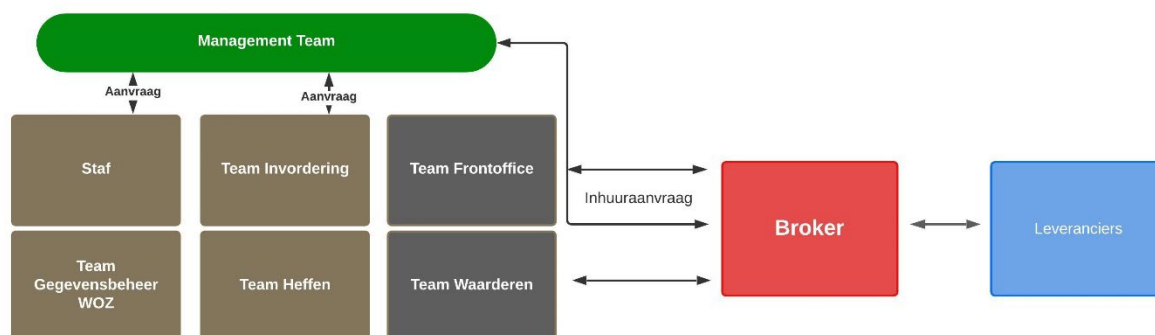 Management Team
Aanvraag
Aanvraag
Staf
Team Invordering
Team Frontoffice
Inhuuraanvraag
Broker
Leveranciers
Team
Gegevensbeheer
WOZ
Team Heffen
Team Waarderen